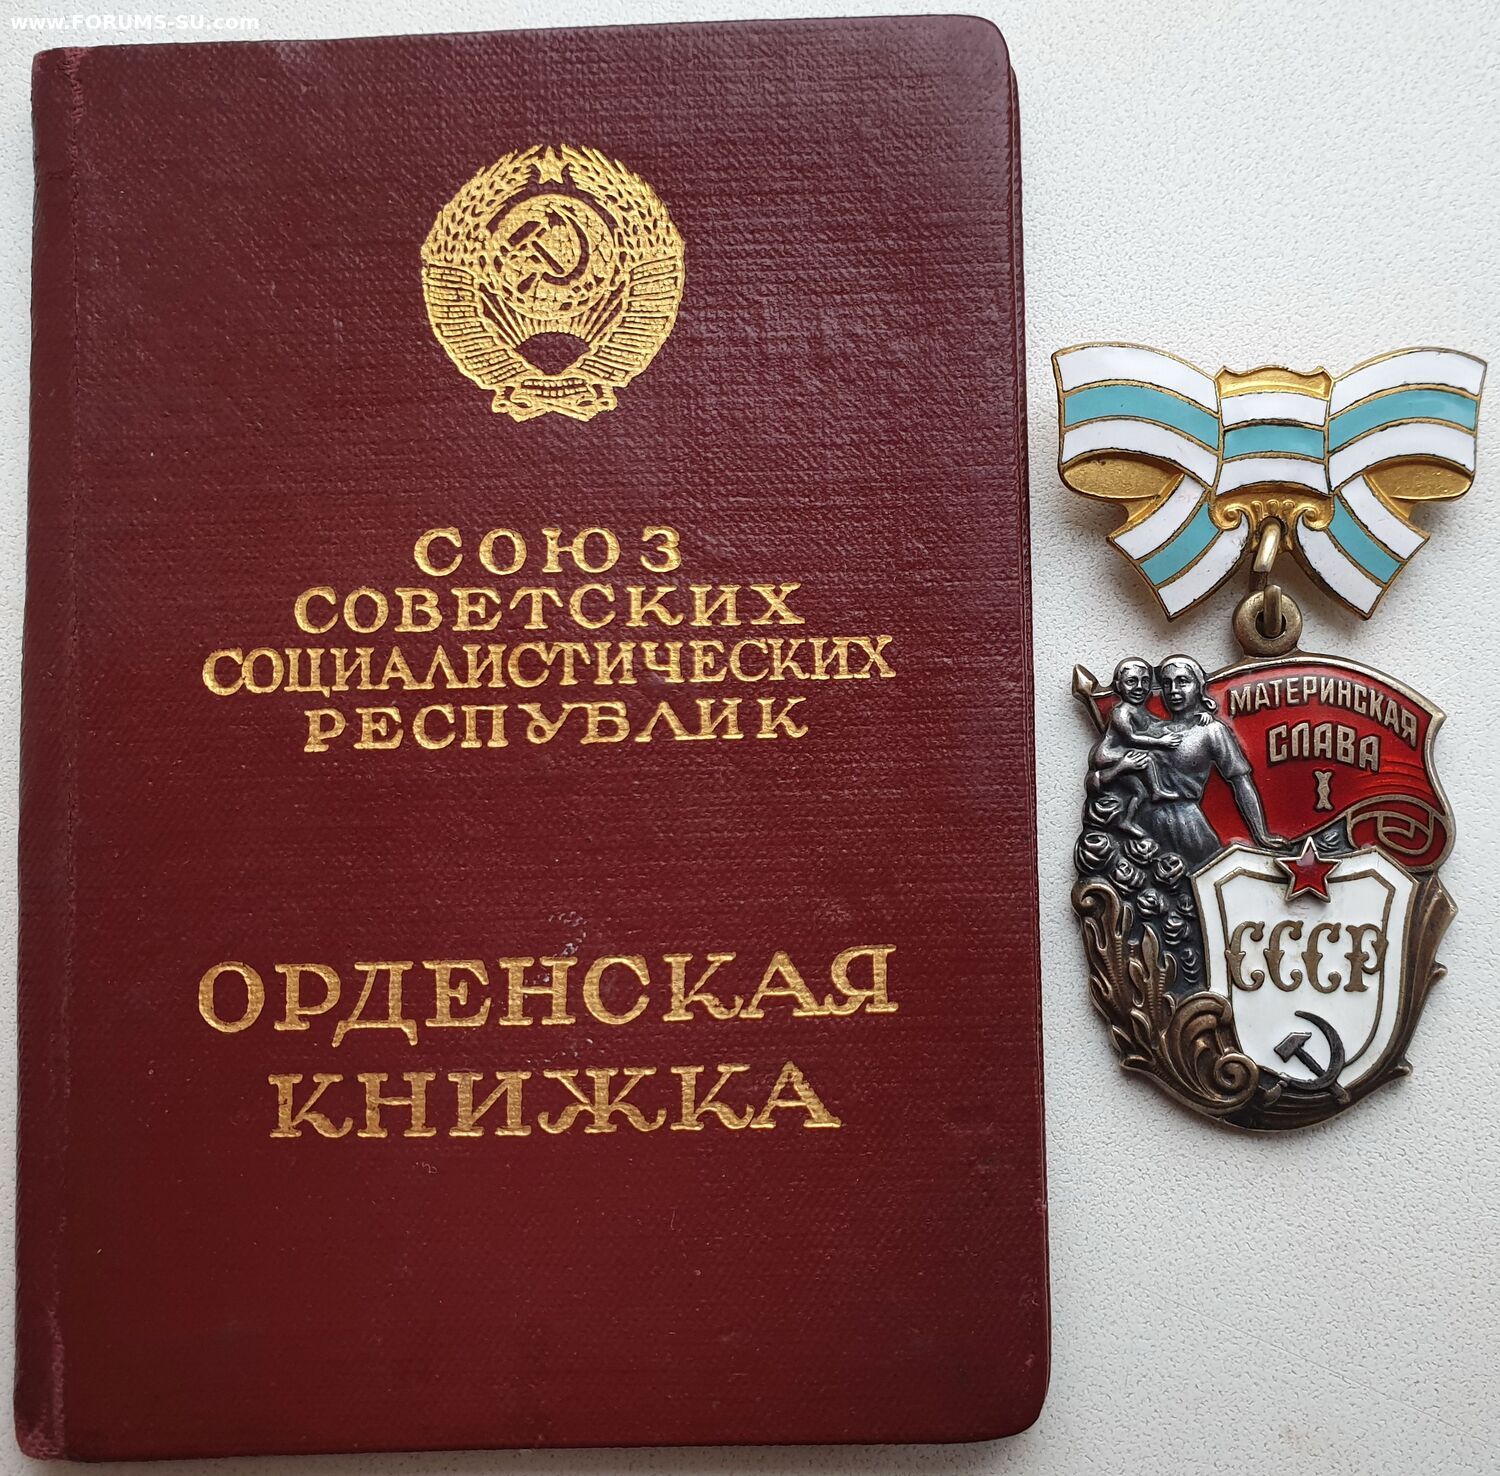 www.FORUMS-SU.com
СОЮЗ
СОВЕТСКИХ
СОЦИАЛИСТИЧЕСКИХ
РЕСПУБЛИК
ОРДЕНСКАЯ
КНИЖКА
МАТЕРИНСКАЯ
СЛАВА
I
СССР